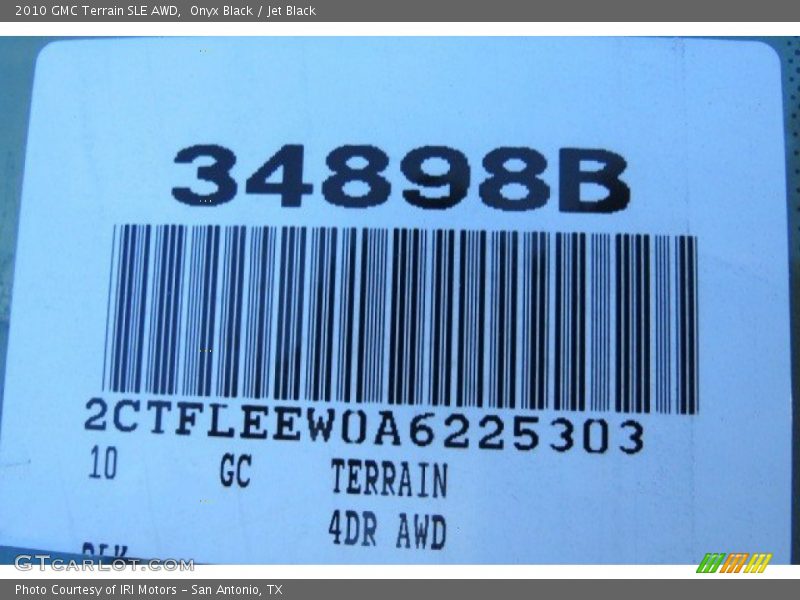 2010 GMC Terrain SLE AWD, Onyx Black / Jet Black
34898B
2CTFLEEW0A6225303
10 GC TERRAIN
4DR AWD
BLK
GTCARLOT.COM
Photo Courtesy of IRI Motors – San Antonio, TX